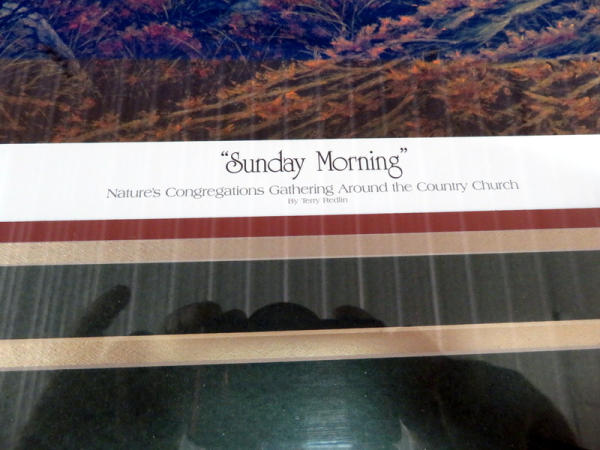 “Sunday Morning”
Nature's Congregations Gathering Around the Country Church
By Terry Redlin